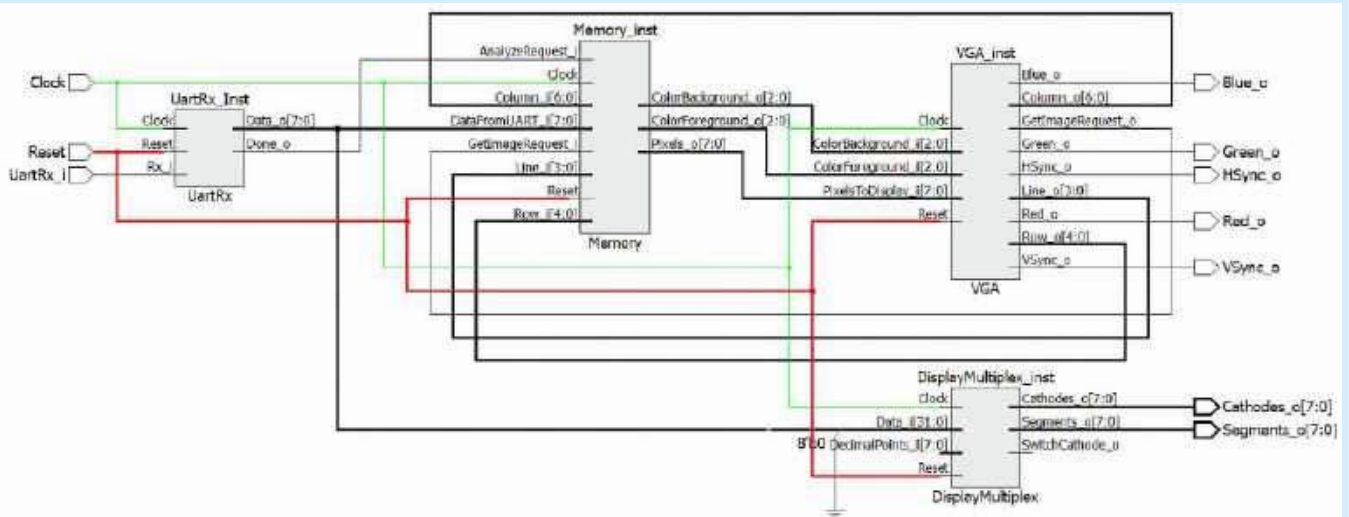 Clock
Reset
UartRx_i
UartRx_Inst
Clock
Reset
Rx_i
Data_o[7:0]
Done_o
UartRx
Memory_inst
AnalyzeRequest_i
Clock
Column_i[6:0]
DataFromUART_i[7:0]
GetImageRequest_i
Line_i[3:0]
Reset
Row_i[4:0]
ColorBackground_o[2:0]
ColorForeground_o[2:0]
Pixels_o[7:0]
Memory
VGA_inst
Clock
ColorBackground_i[2:0]
ColorForeground_i[2:0]
PixelsToDisplay_i[7:0]
Reset
Blue_o
Column_o[6:0]
GetImageRequest_o
Green_o
HSync_o
Line_o[3:0]
Red_o
Row_o[4:0]
VSync_o
VGA
Blue_o
Green_o
HSync_o
Red_o
VSync_o
DisplayMultiplex_inst
Clock
Data_i[31:0]
DecimalPoints_i[7:0]
Reset
Cathodes_o[7:0]
Segments_o[7:0]
SwitchCathode_o
DisplayMultiplex
Cathodes_o[7:0]
Segments_o[7:0]